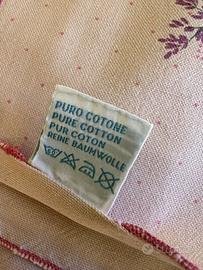 PURO COTONE
PURE COTTON
PUR COTON
REINE BAUMWOLLE